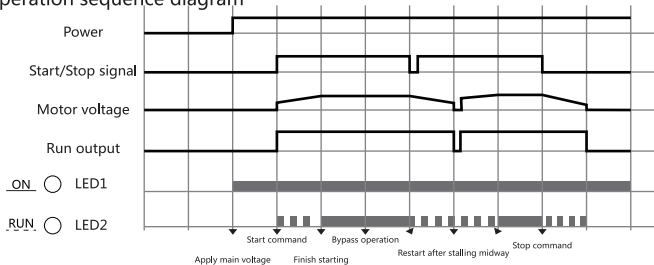 operation sequence diagram
Power
Start/Stop signal
Motor voltage
Run output
ON LED1
RUN LED2
Start command Bypass operation Restart after stalling midway Stop command
Apply main voltage Finish starting